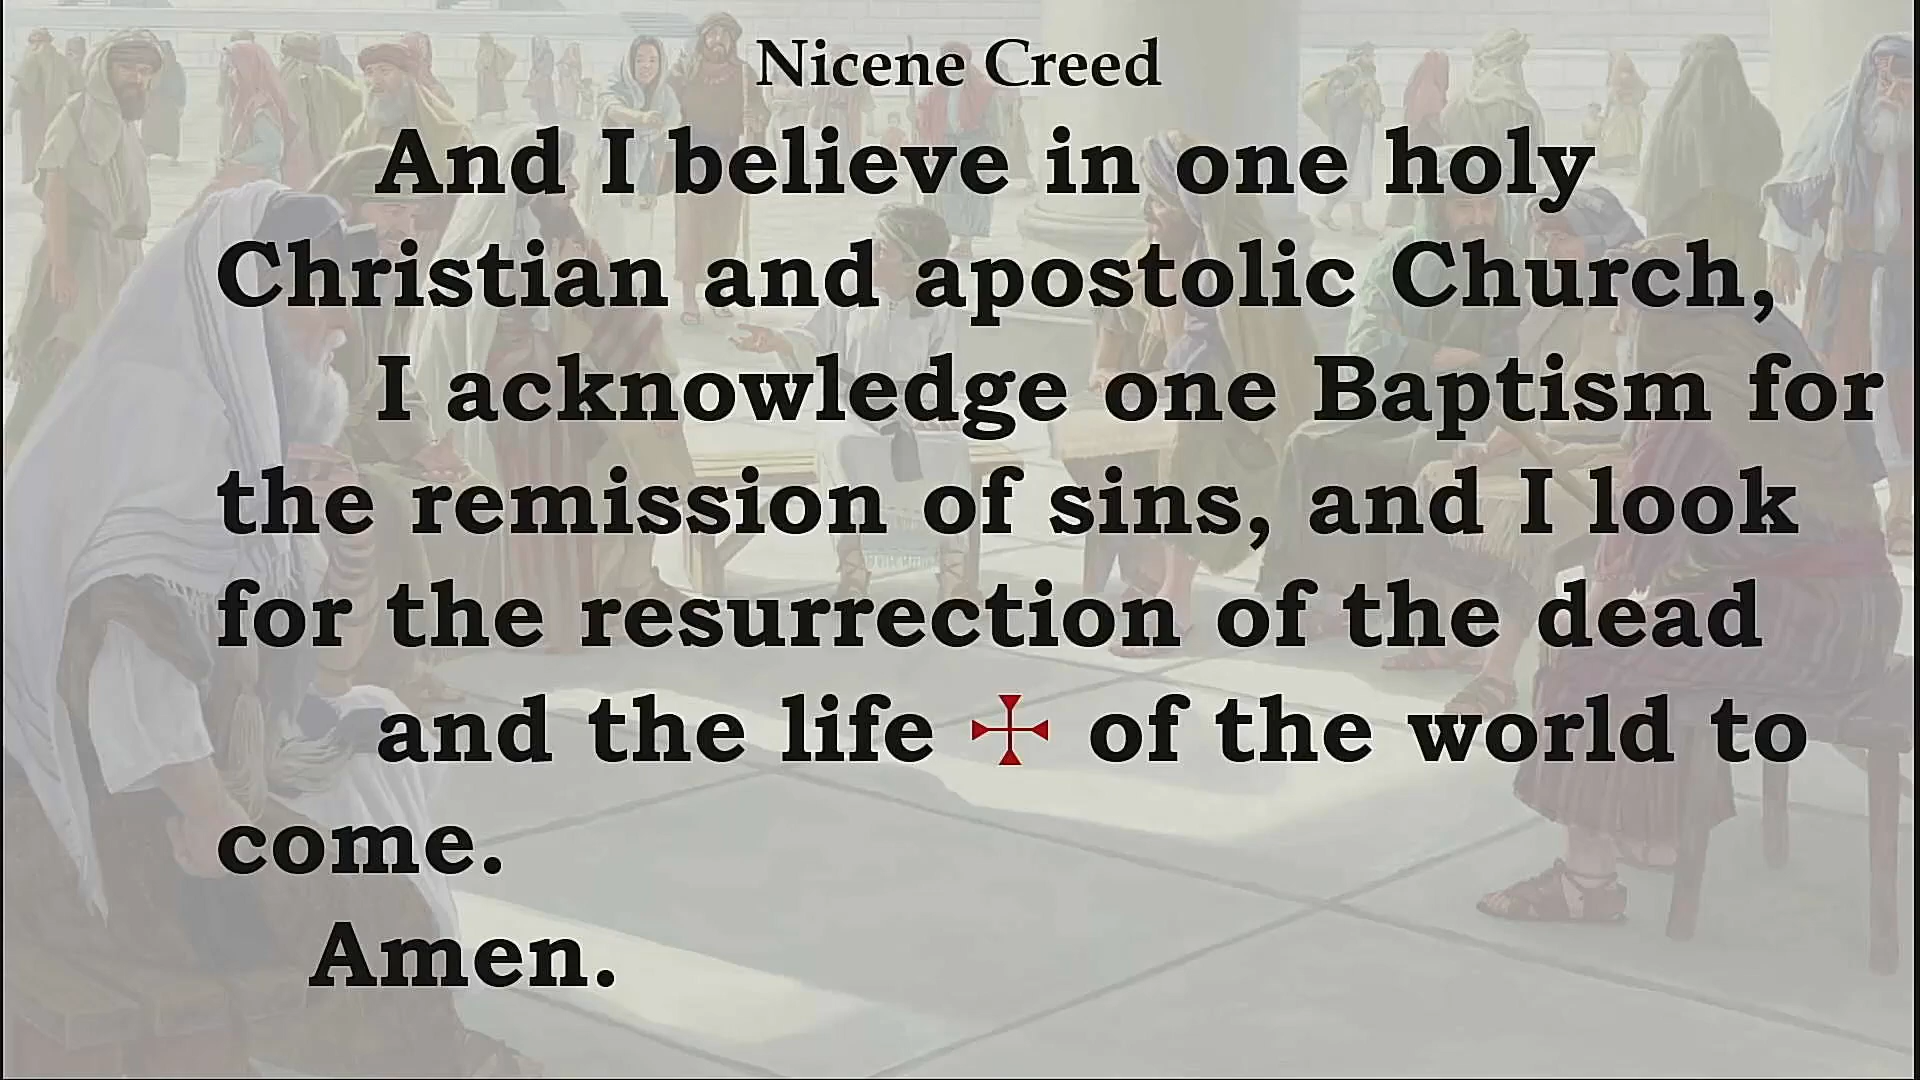 Nicene Creed
And I believe in one holy
Christian and apostolic Church,
I acknowledge one Baptism for
the remission of sins, and I look
for the resurrection of the dead
and the life ☩ of the world to
come.
Amen.